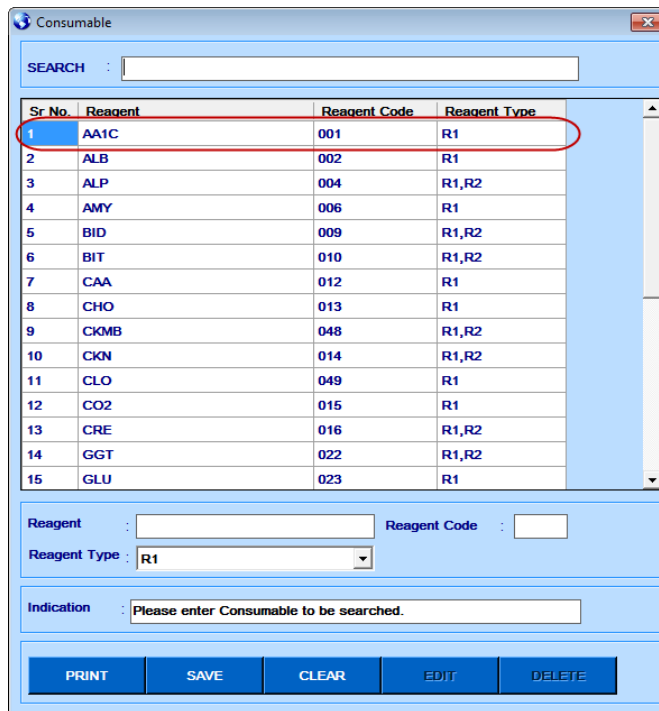 Consumable
SEARCH :
Sr No. Reagent Reagent Code Reagent Type
1 AA1C 001 R1
2 ALB 002 R1
3 ALP 004 R1,R2
4 AMY 006 R1
5 BID 009 R1,R2
6 BIT 010 R1,R2
7 CAA 012 R1
8 CHO 013 R1
9 CKMB 048 R1,R2
10 CKN 014 R1,R2
11 CLO 049 R1
12 CO2 015 R1
13 CRE 016 R1,R2
14 GGT 022 R1,R2
15 GLU 023 R1
Reagent : Reagent Code :
Reagent Type : R1
Indication : Please enter Consumable to be searched.
PRINT SAVE CLEAR EDIT DELETE